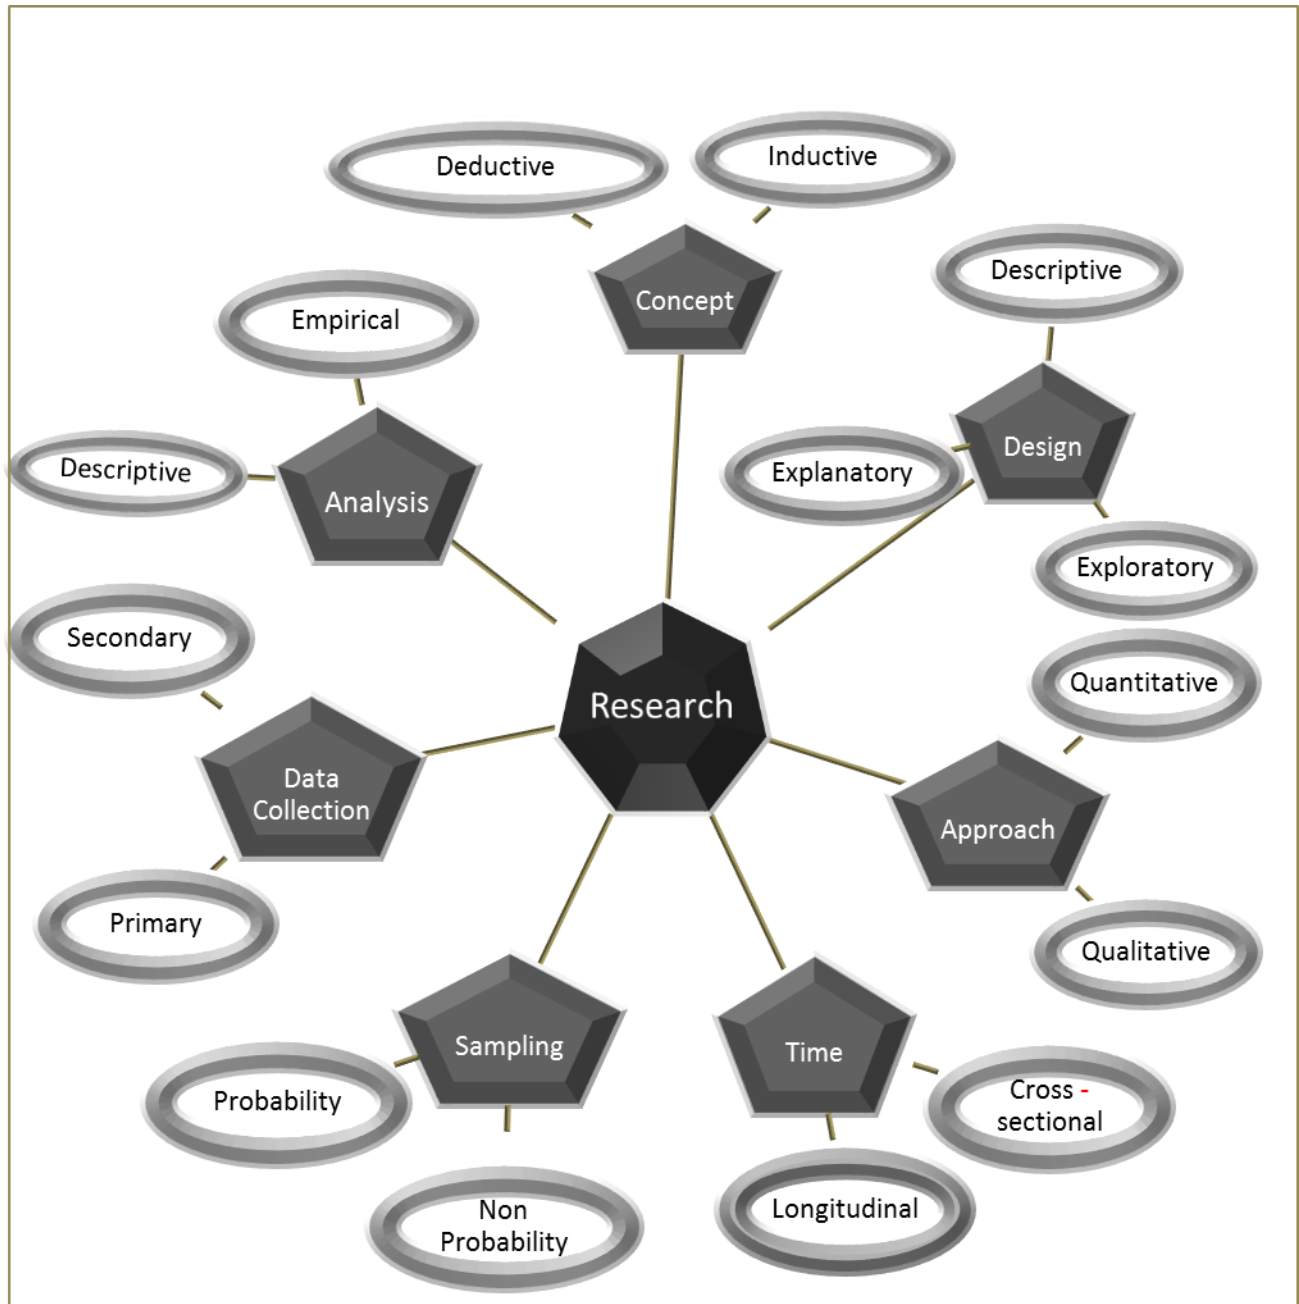 Deductive
Inductive
Concept
Descriptive
Design
Explanatory
Exploratory
Empirical
Descriptive
Analysis
Secondary
Data
Collection
Primary
Research
Quantitative
Approach
Qualitative
Sampling
Probability
Non
Probability
Time
Cross -
sectional
Longitudinal